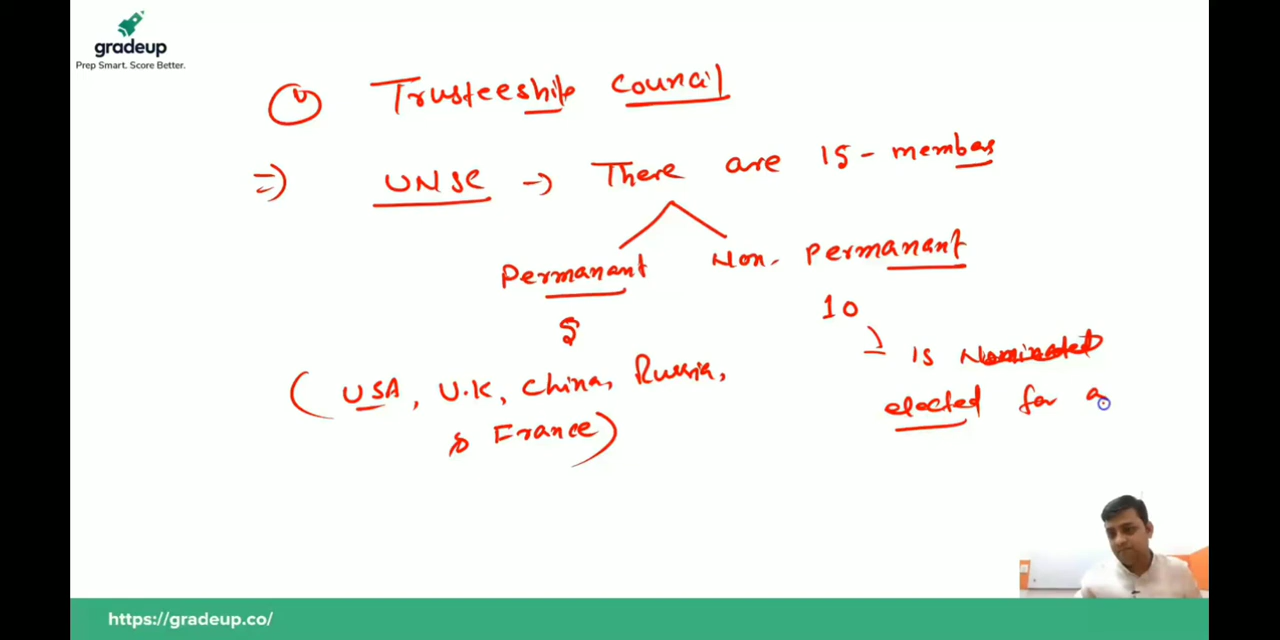 gradeup
Prep Smart. Score Better.
Trusteeship Council
=> UNSC -> There are 15 - members
Permanant Non - Permanant
5 10
is
(USA, U.K, China, Russia,
elected for a
& France)
https://gradeup.co/